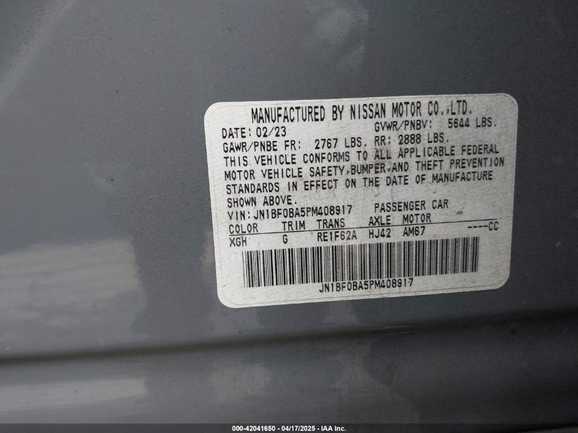 MANUFACTURED BY NISSAN MOTOR CO.,LTD.
DATE: 02/23 GVWR/PNBV: 5644 LBS.
GAWR/PNBE FR: 2767 LBS. RR: 2888 LBS.
THIS VEHICLE CONFORMS TO ALL APPLICABLE FEDERAL
MOTOR VEHICLE SAFETY,BUMPER,AND THEFT PREVENTION
STANDARDS IN EFFECT ON THE DATE OF MANUFACTURE
SHOWN ABOVE.
VIN:JN1BF0BA5PM408917 PASSENGER CAR
COLOR TRIM TRANS AXLE MOTOR
XGH G RE1F62A HJ42 AM67 ----CC
JN1BF0BA5PM408917
000-42041650 - 04/17/2025 - IAA Inc.